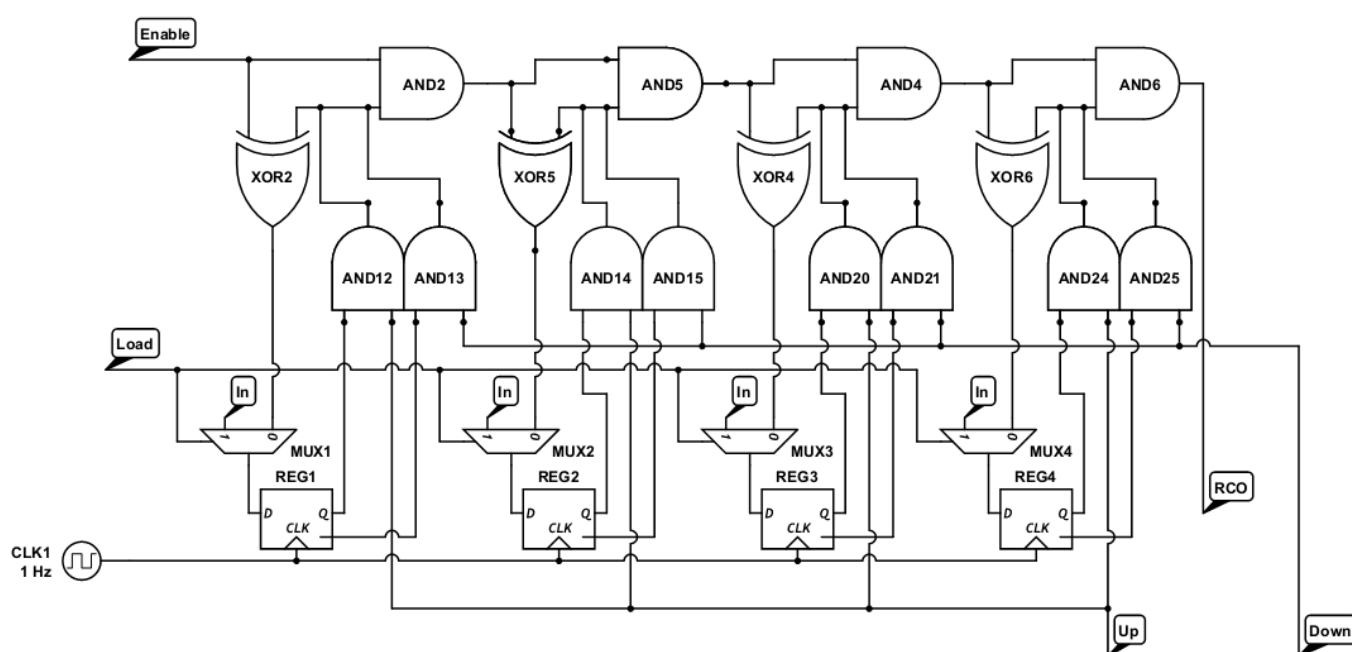 Enable
AND2
AND5
AND4
AND6
XOR2
XOR5
XOR4
XOR6
AND12
AND13
AND14
AND15
AND20
AND21
AND24
AND25
Load
In
In
In
In
1
0
1
0
1
0
1
0
MUX1
MUX2
MUX3
MUX4
REG1
REG2
REG3
REG4
RCO
D
Q
D
Q
D
Q
D
Q
CLK
CLK
CLK
CLK
CLK1
1 Hz
Up
Down